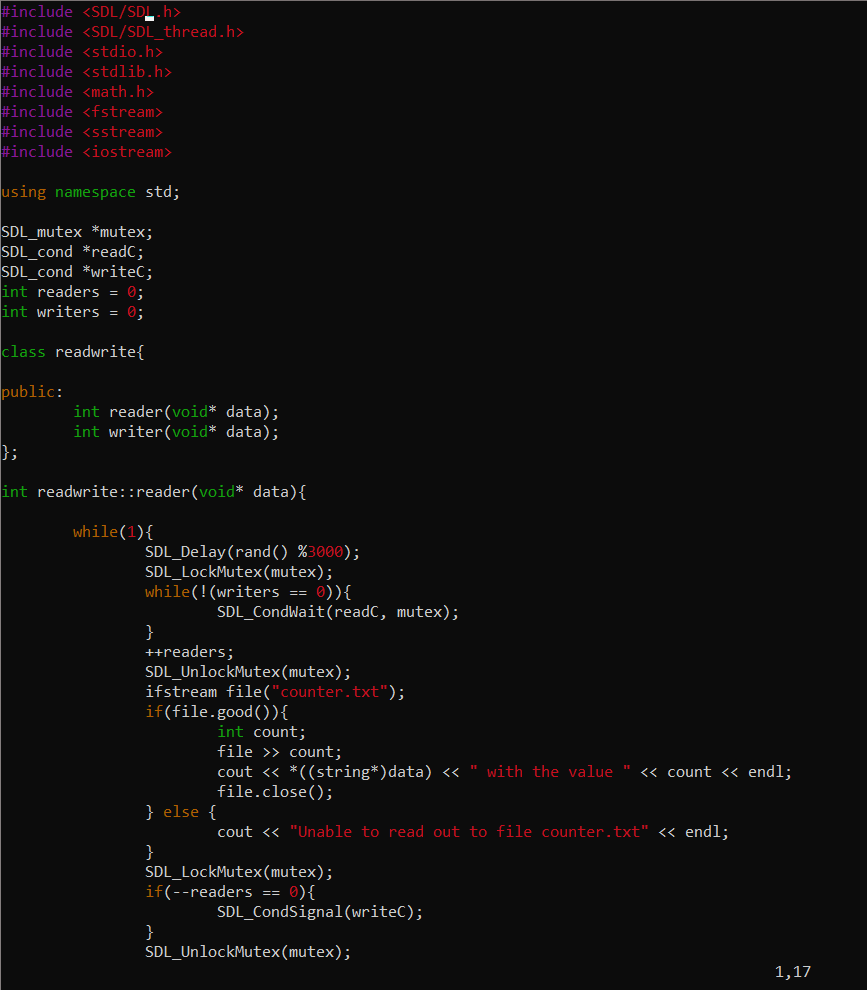 #include <SDL/SDL.h>
#include <SDL/SDL_thread.h>
#include <stdio.h>
#include <stdlib.h>
#include <math.h>
#include <fstream>
#include <sstream>
#include <iostream>

using namespace std;

SDL_mutex *mutex;
SDL_cond *readC;
SDL_cond *writeC;
int readers = 0;
int writers = 0;

class readwrite{

public:
        int reader(void* data);
        int writer(void* data);
};

int readwrite::reader(void* data){

        while(1){
                SDL_Delay(rand() %3000);
                SDL_LockMutex(mutex);
                while(!(writers == 0)){
                        SDL_CondWait(readC, mutex);
                }
                ++readers;
                SDL_UnlockMutex(mutex);
                ifstream file("counter.txt");
                if(file.good()){
                        int count;
                        file >> count;
                        cout << *((string*)data) << " with the value " << count << endl;
                        file.close();
                } else {
                        cout << "Unable to read out to file counter.txt" << endl;
                }
                SDL_LockMutex(mutex);
                if(--readers == 0){
                        SDL_CondSignal(writeC);
                }
                SDL_UnlockMutex(mutex);
1,17